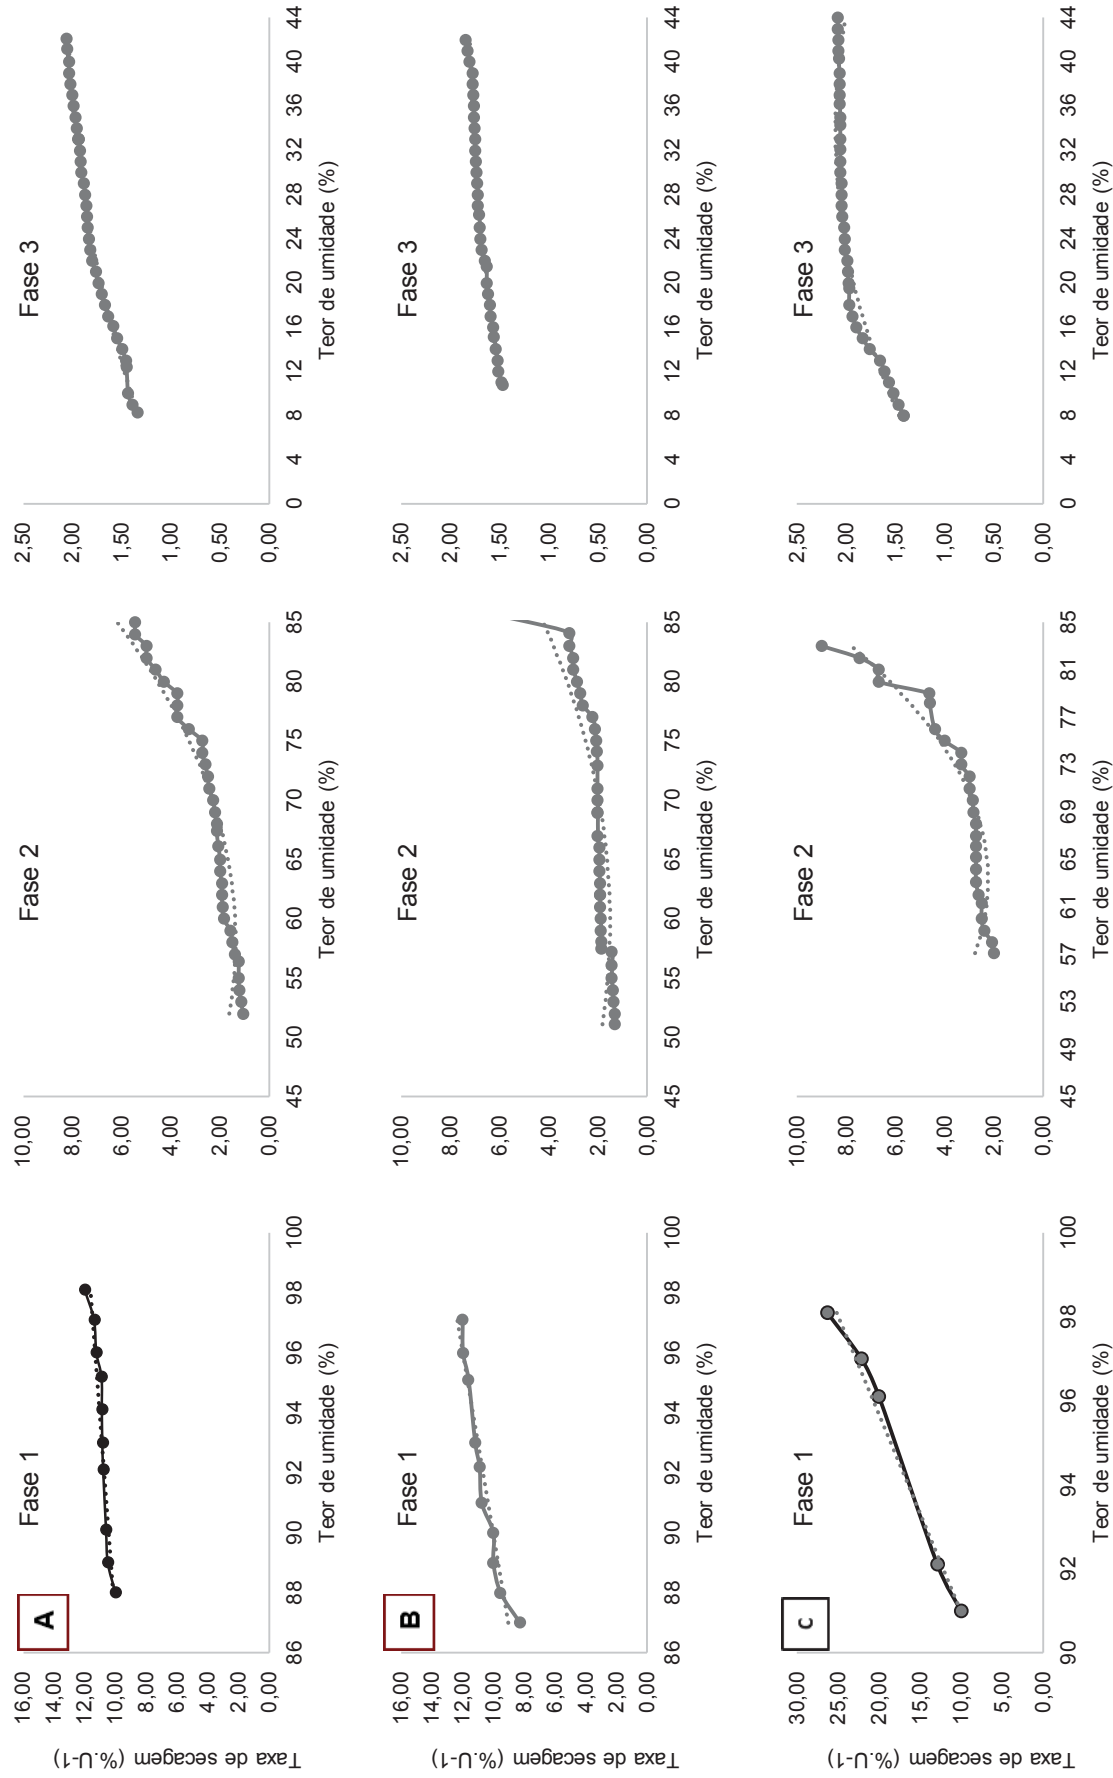 A
Fase 1
Taxa de secagem (%.U-1)
16,00
14,00
12,00
10,00
8,00
6,00
4,00
2,00
0,00
86 88 90 92 94 96 98 100
Teor de umidade (%)
Fase 2
10,00
8,00
6,00
4,00
2,00
0,00
45 50 55 60 65 70 75 80 85
Teor de umidade (%)
Fase 3
2,50
2,00
1,50
1,00
0,50
0,00
0 4 8 12 16 20 24 28 32 36 40 44
Teor de umidade (%)
B
Fase 1
16,00
14,00
12,00
10,00
8,00
6,00
4,00
2,00
0,00
86 88 90 92 94 96 98 100
Teor de umidade (%)
Fase 2
10,00
8,00
6,00
4,00
2,00
0,00
45 50 55 60 65 70 75 80 85
Teor de umidade (%)
Fase 3
2,50
2,00
1,50
1,00
0,50
0,00
0 4 8 12 16 20 24 28 32 36 40 44
Teor de umidade (%)
C
Fase 1
Taxa de secagem (%.U-1)
30,00
25,00
20,00
15,00
10,00
5,00
0,00
90 92 94 96 98 100
Teor de umidade (%)
Fase 2
10,00
8,00
6,00
4,00
2,00
0,00
45 49 53 57 61 65 69 73 77 81 85
Teor de umidade (%)
Fase 3
2,50
2,00
1,50
1,00
0,50
0,00
0 4 8 12 16 20 24 28 32 36 40 44
Teor de umidade (%)